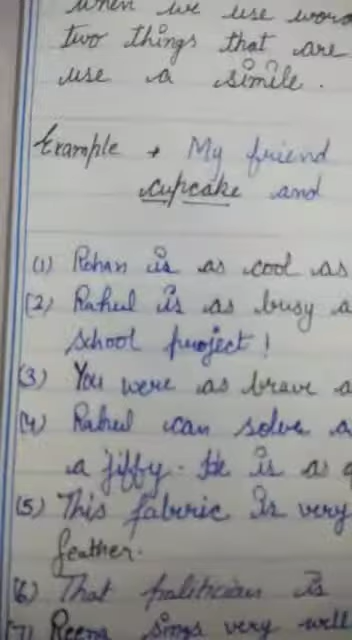 when we use
two things that are
use a simile.
Example → My friend
cupcake and
(1) Rohan is as cool as
(2) Rahul is as busy a
school project!
(3) You were as brave a
(4) Rahul can solve a
a jiffy. He is as
(5) This fabric is very
feather.
(6) That politician is
(7) Reena sings very well